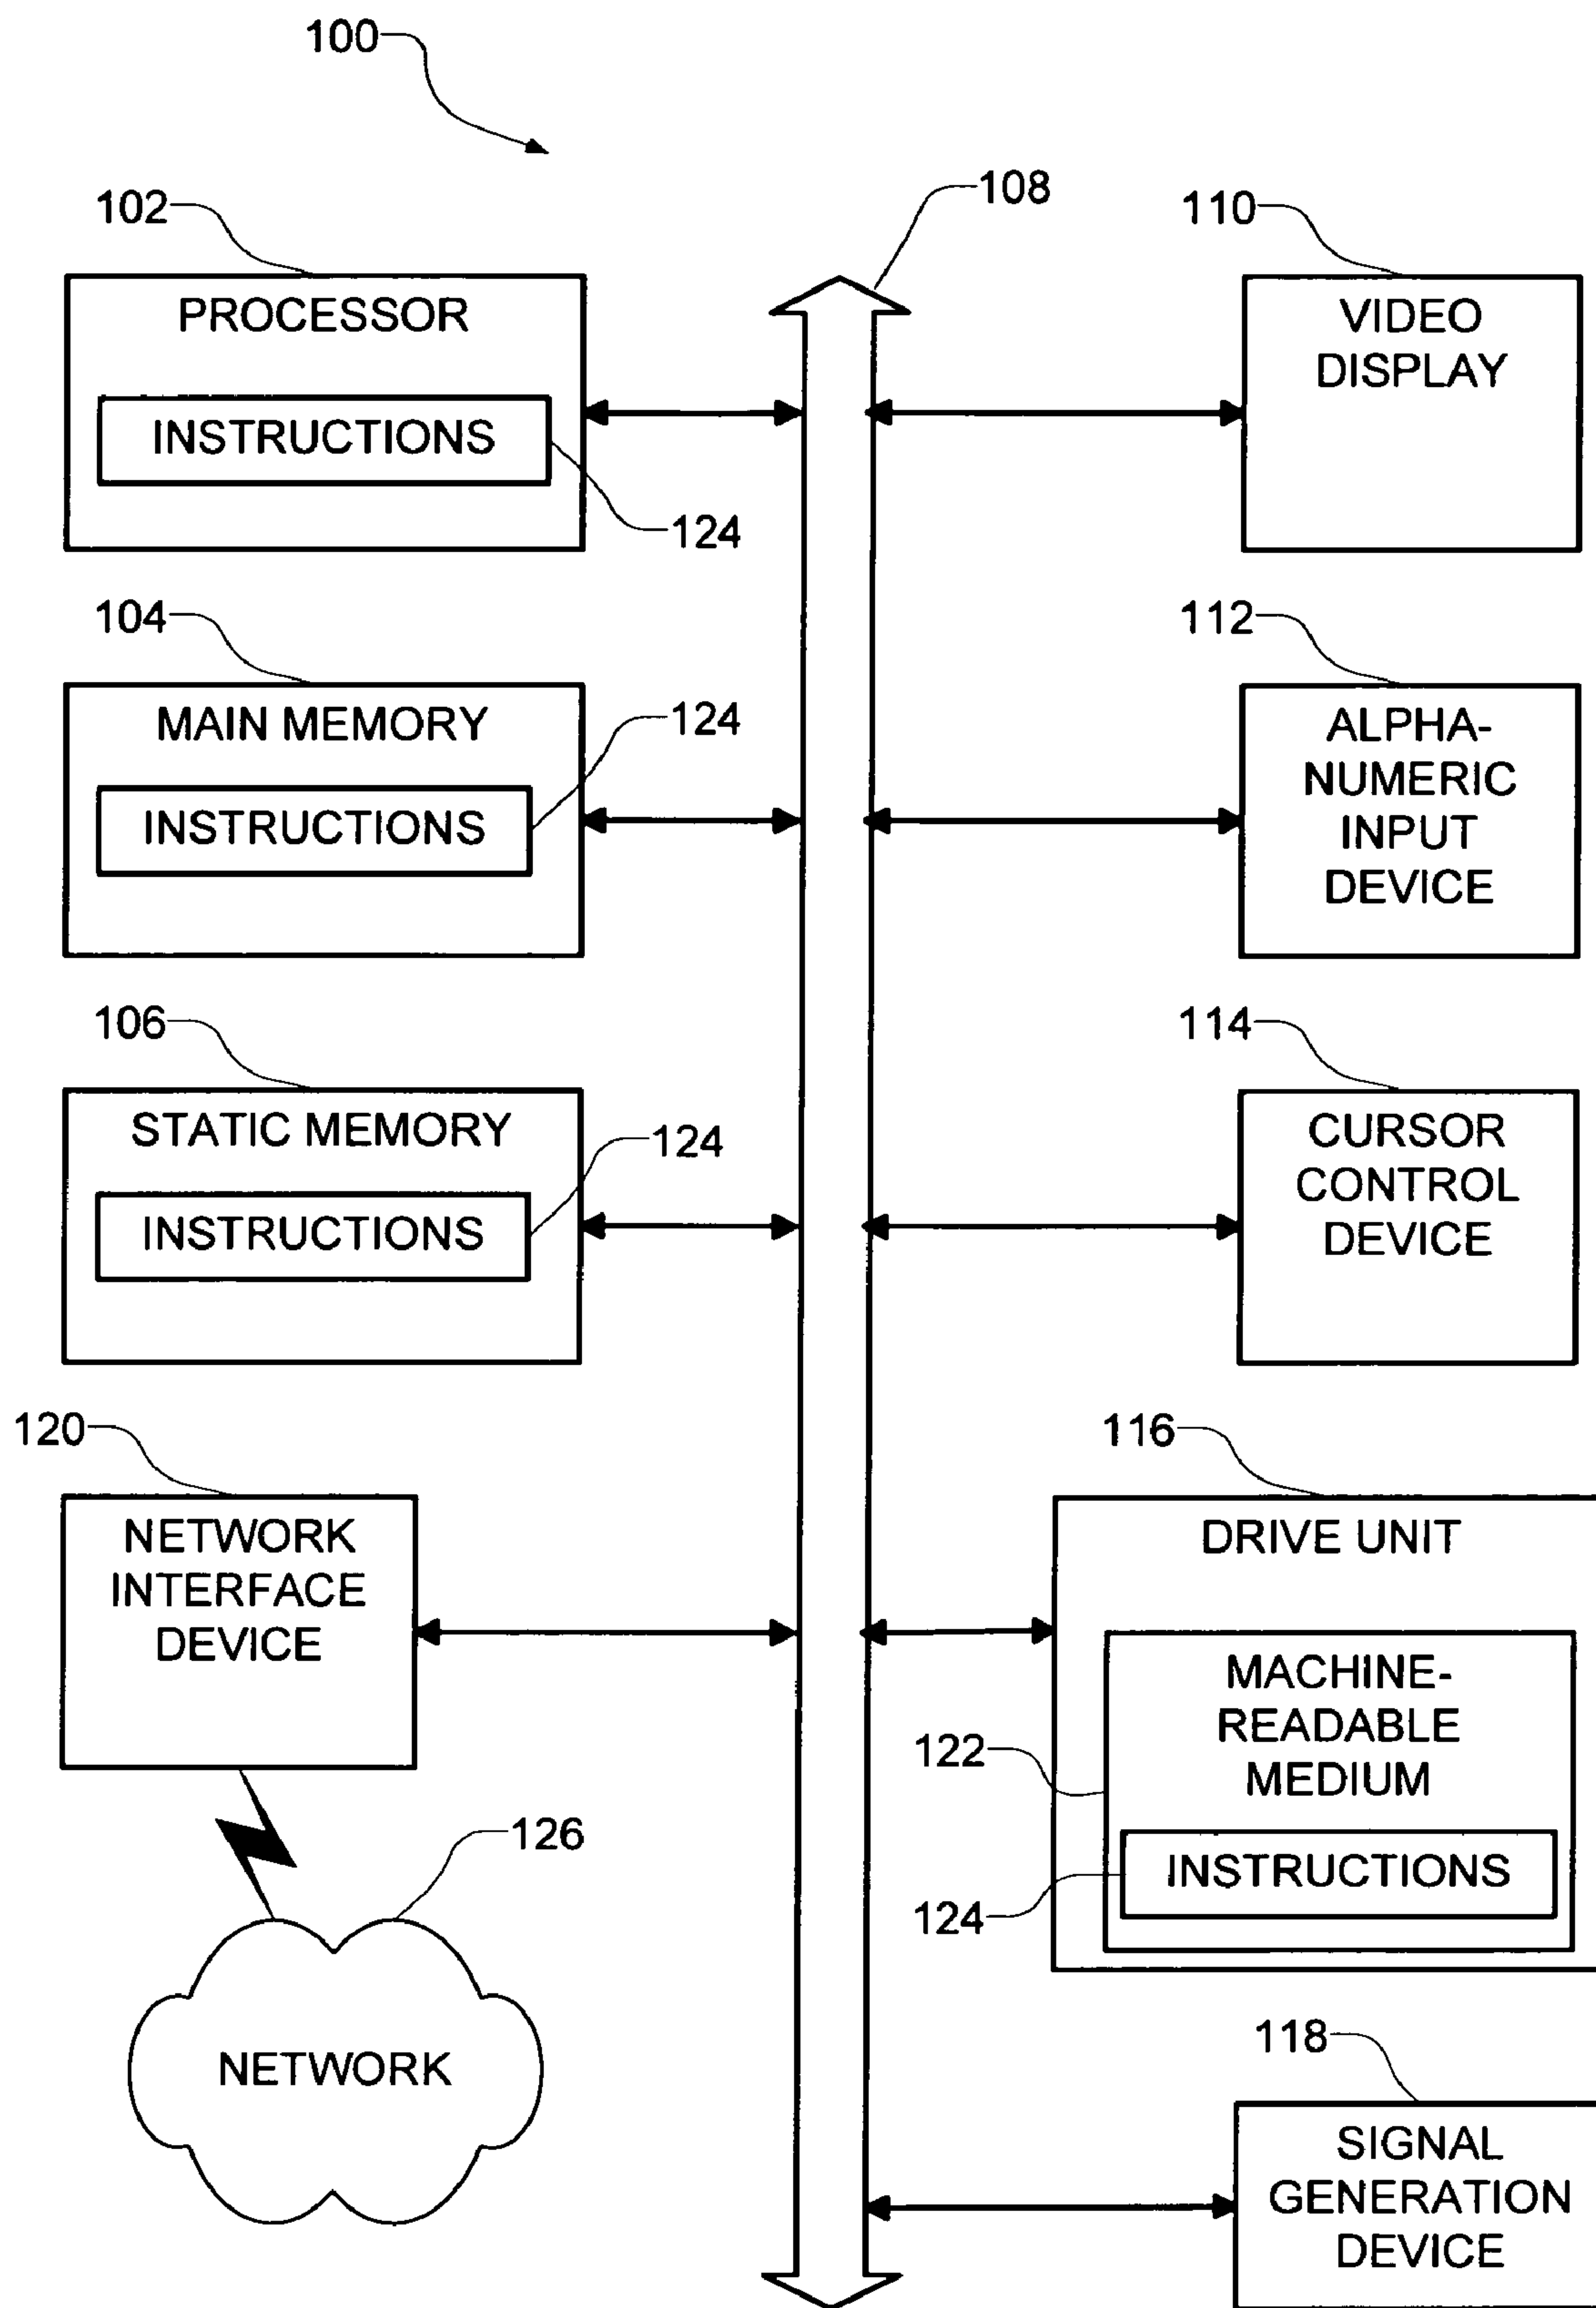 100
108
102
PROCESSOR
INSTRUCTIONS
124
110
VIDEO
DISPLAY
104
MAIN MEMORY
124
INSTRUCTIONS
112
ALPHA-
NUMERIC
INPUT
DEVICE
106
STATIC MEMORY
124
INSTRUCTIONS
114
CURSOR
CONTROL
DEVICE
120
NETWORK
INTERFACE
DEVICE
116
DRIVE UNIT
MACHINE-
READABLE
MEDIUM
122
INSTRUCTIONS
124
126
NETWORK
118
SIGNAL
GENERATION
DEVICE